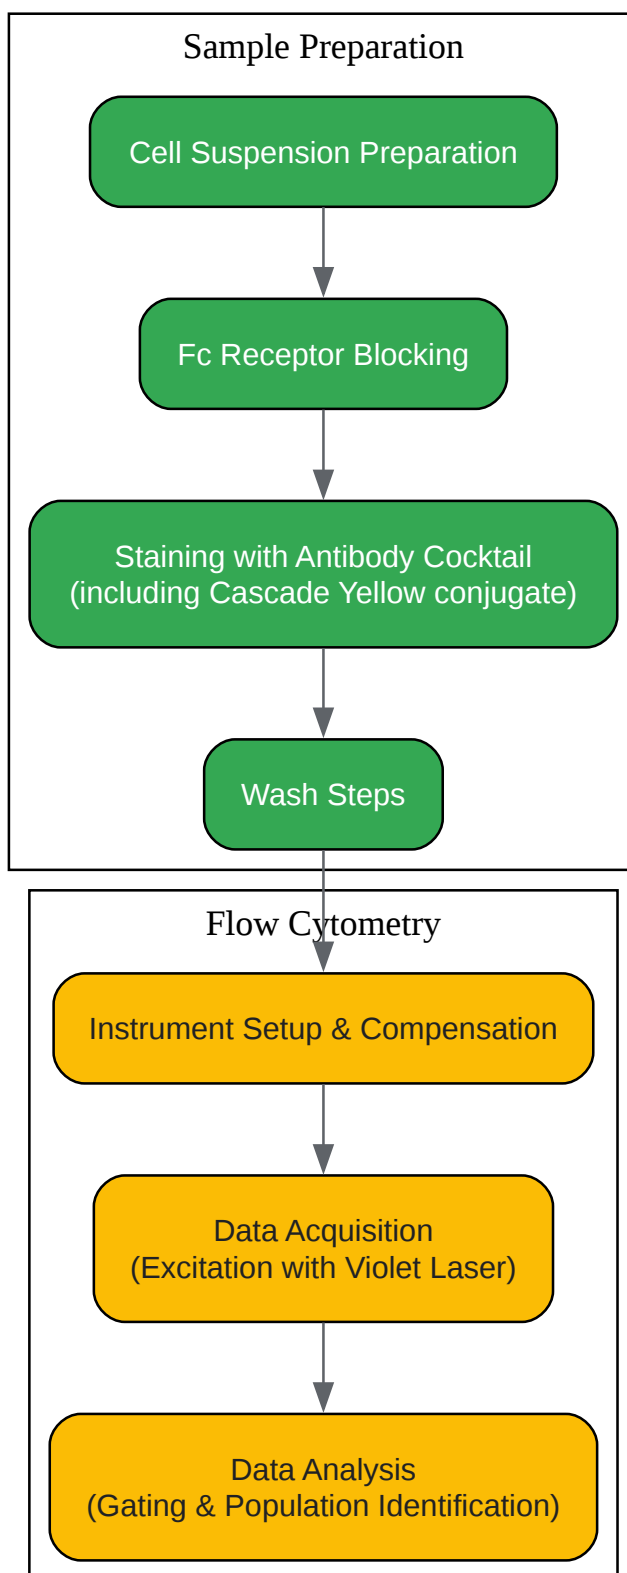 Sample Preparation
Cell Suspension Preparation
Fc Receptor Blocking
Staining with Antibody Cocktail
(including Cascade Yellow conjugate)
Wash Steps
Flow Cytometry
Instrument Setup & Compensation
Data Acquisition
(Excitation with Violet Laser)
Data Analysis
(Gating & Population Identification)